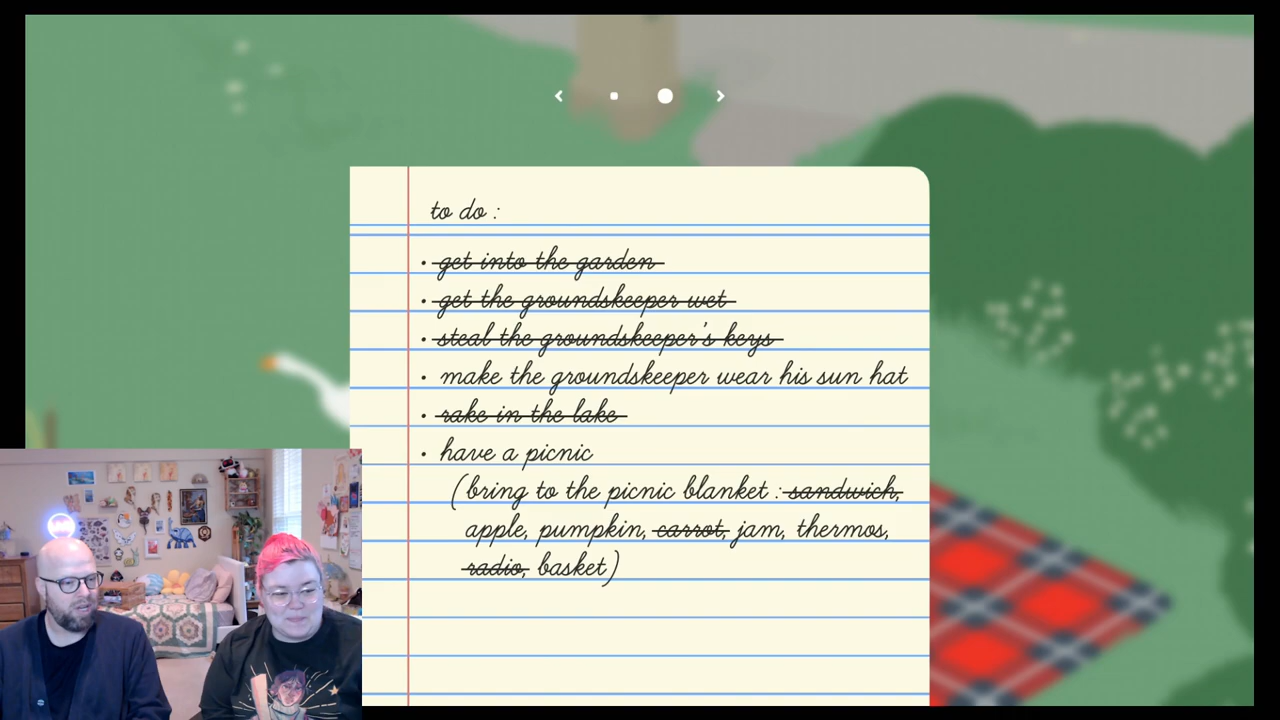 to do :
• get into the garden
• get the groundskeeper wet
• steal the groundskeeper's keys
• make the groundskeeper wear his sun hat
• rake in the lake
• have a picnic
(bring to the picnic blanket : sandwich,
apple, pumpkin, carrot, jam, thermos,
radio, basket)